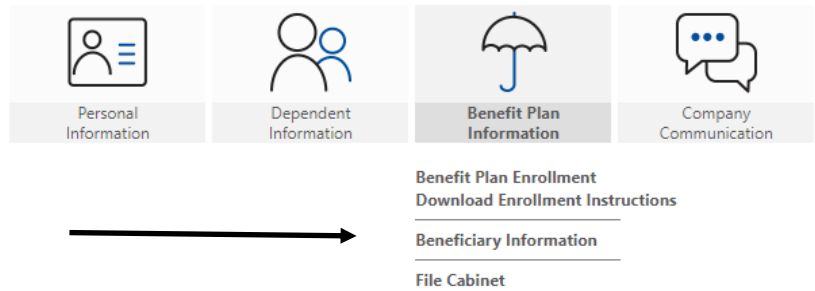 Personal
Information
Dependent
Information
Benefit Plan
Information
Company
Communication
Benefit Plan Enrollment
Download Enrollment Instructions
Beneficiary Information
File Cabinet